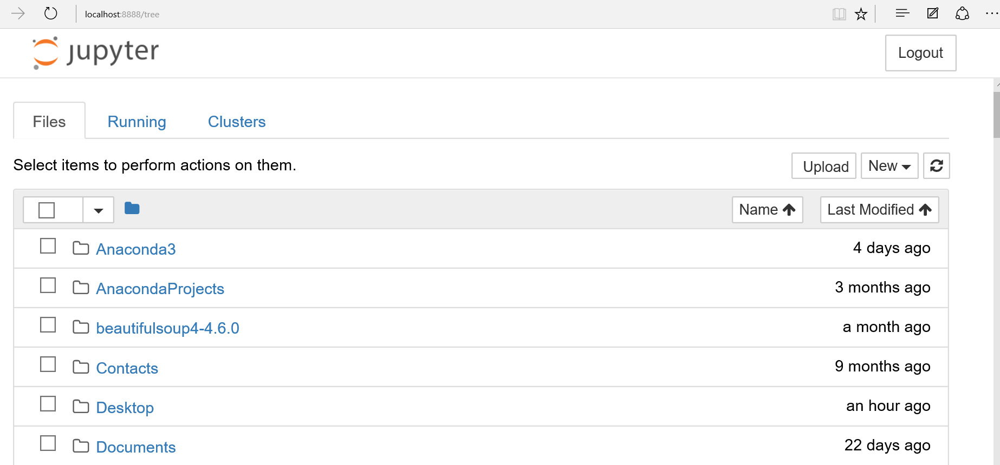 localhost:8888/tree
jupyter
Logout
Files Running Clusters
Select items to perform actions on them.
Upload New
Name Last Modified
Anaconda3 4 days ago
AnacondaProjects 3 months ago
beautifulsoup4-4.6.0 a month ago
Contacts 9 months ago
Desktop an hour ago
Documents 22 days ago